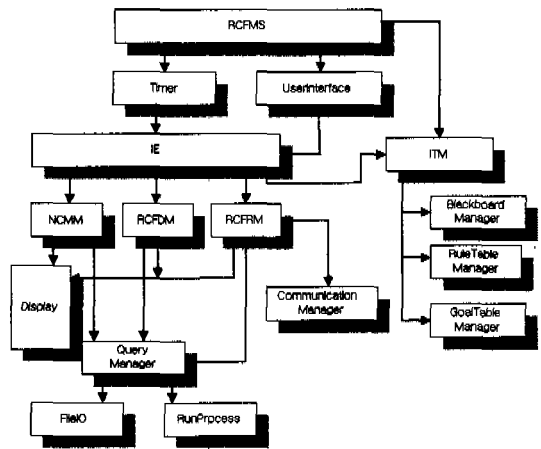 RCFMS
Timer
UserInterface
IE
ITM
NCMM
RCFDM
RCFRM
Blackboard
Manager
RuleTable
Manager
GoalTable
Manager
Display
Communication
Manager
Query
Manager
FileIO
RunProcess